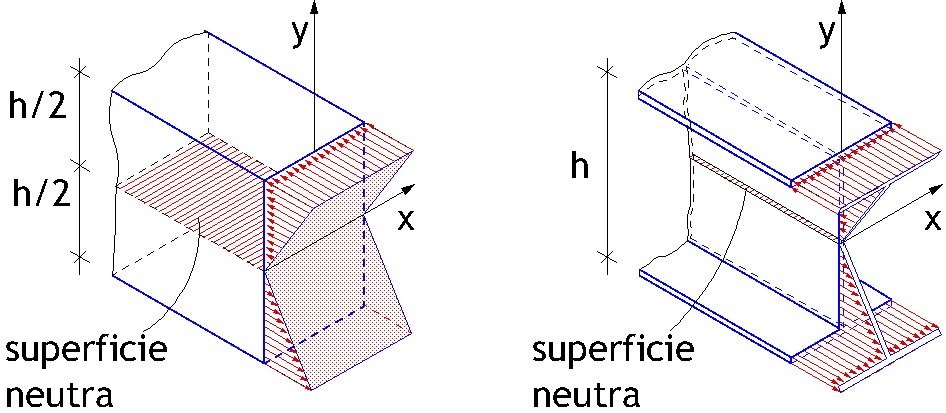 y
h/2
h/2
x
superficie
neutra
y
h
x
superficie
neutra